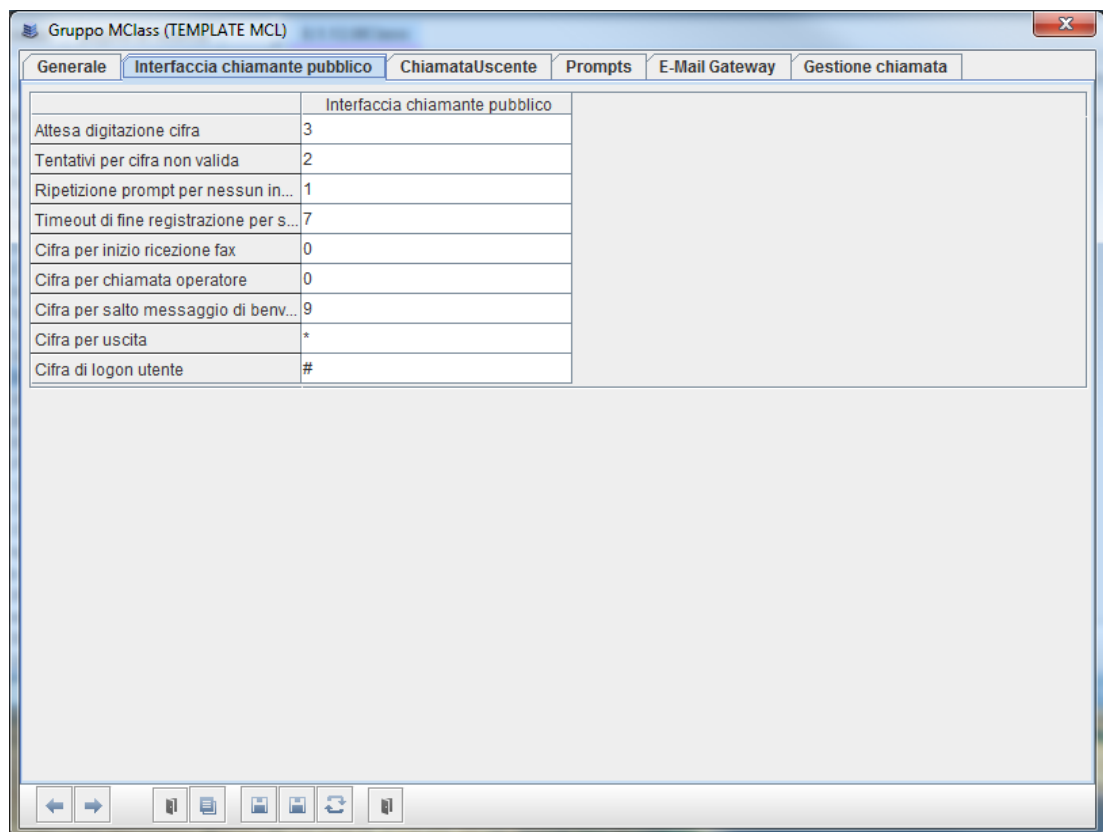 Gruppo MClass (TEMPLATE MCL)
Generale Interfaccia chiamante pubblico ChiamataUscente Prompts E-Mail Gateway Gestione chiamata
Interfaccia chiamante pubblico
Attesa digitazione cifra 3
Tentativi per cifra non valida 2
Ripetizione prompt per nessun in... 1
Timeout di fine registrazione per s... 7
Cifra per inizio ricezione fax 0
Cifra per chiamata operatore 0
Cifra per salto messaggio di benv... 9
Cifra per uscita *
Cifra di logon utente #